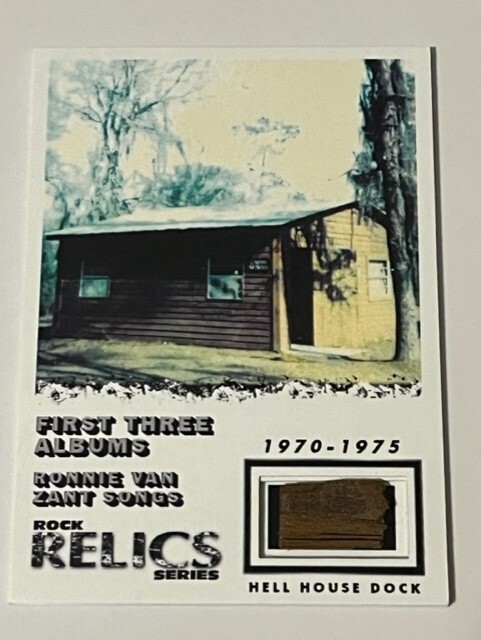 FIRST THREE
ALBUMS
1970-1975
RONNIE VAN
ZANT SONGS
ROCK
RELICS
SERIES
HELL HOUSE DOCK